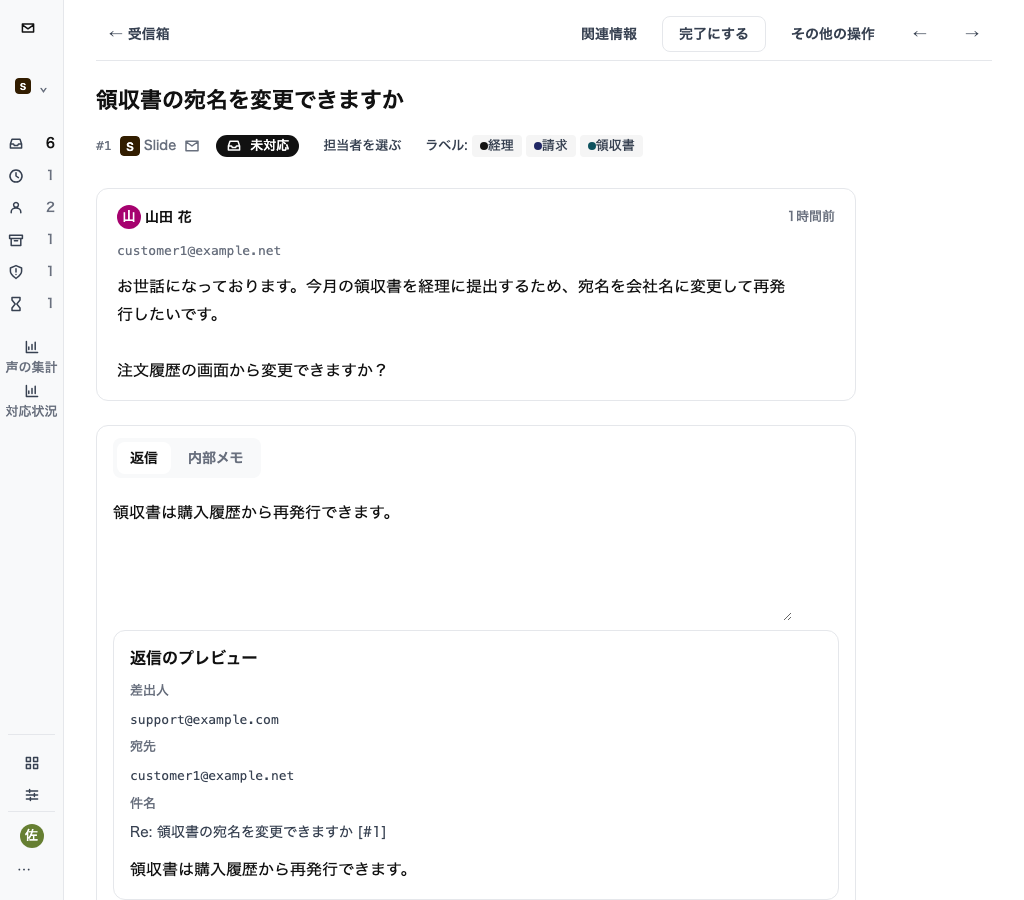 ← 受信箱
関連情報
完了にする
その他の操作
←
→
S
6
1
2
1
1
1
声の集計
対応状況
佐
…
領収書の宛名を変更できますか
#1 S Slide 未対応 担当者を選ぶ ラベル: 経理 請求 領収書
山 山田 花 1時間前
customer1@example.net
お世話になっております。今月の領収書を経理に提出するため、宛名を会社名に変更して再発
行したいです。
注文履歴の画面から変更できますか？
返信 内部メモ
領収書は購入履歴から再発行できます。
返信のプレビュー
差出人
support@example.com
宛先
customer1@example.net
件名
Re: 領収書の宛名を変更できますか [#1]
領収書は購入履歴から再発行できます。